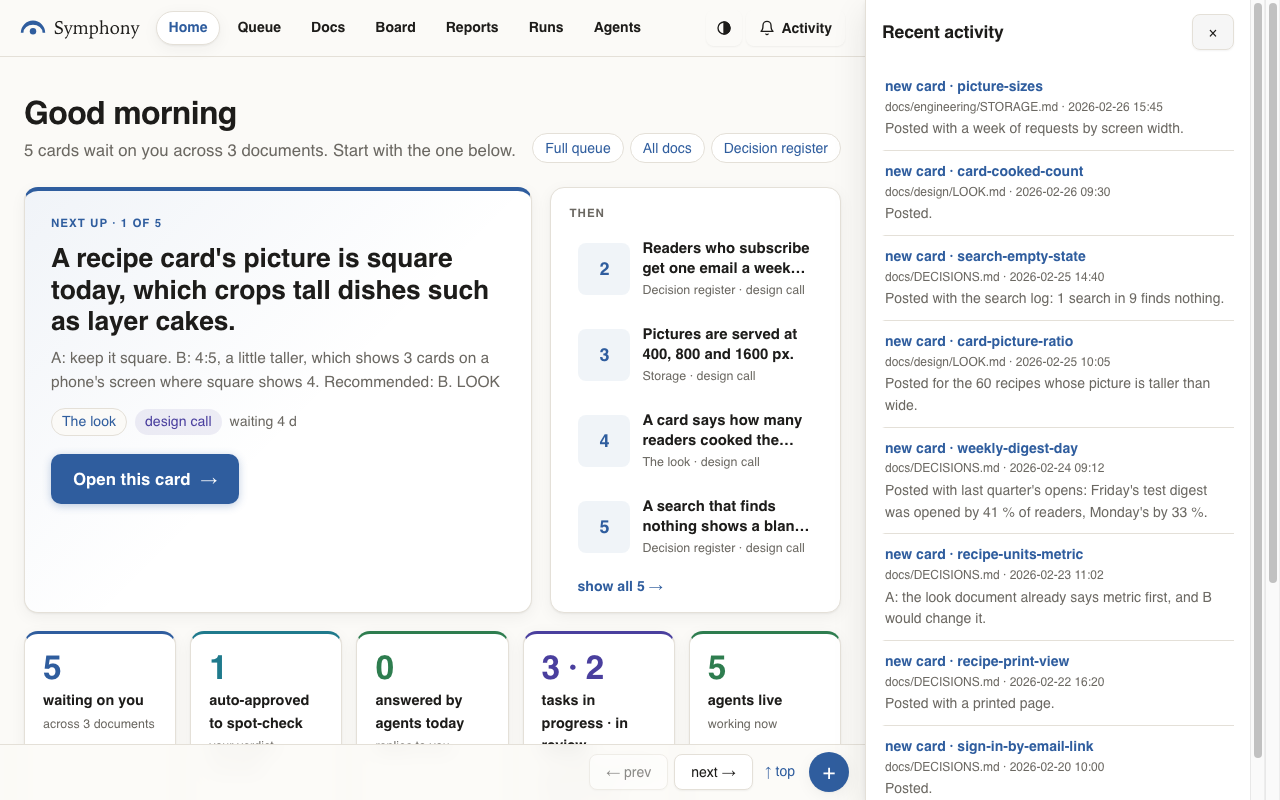 Symphony
Home
Queue
Docs
Board
Reports
Runs
Agents
Activity
Good morning
5 cards wait on you across 3 documents. Start with the one below.
Full queue
All docs
Decision register
NEXT UP · 1 OF 5
A recipe card's picture is square
today, which crops tall dishes such
as layer cakes.
A: keep it square. B: 4:5, a little taller, which shows 3 cards on a
phone's screen where square shows 4. Recommended: B. LOOK
The look
design call
waiting 4 d
Open this card →
THEN
2
Readers who subscribe
get one email a week…
Decision register · design call
3
Pictures are served at
400, 800 and 1600 px.
Storage · design call
4
A card says how many
readers cooked the…
The look · design call
5
A search that finds
nothing shows a blan…
Decision register · design call
show all 5 →
5
waiting on you
across 3 documents
1
auto-approved
to spot-check
0
answered by
agents today
3 · 2
tasks in
progress · in
review
5
agents live
working now
← prev
next →
↑ top
+
Recent activity
×
new card · picture-sizes
docs/engineering/STORAGE.md · 2026-02-26 15:45
Posted with a week of requests by screen width.
new card · card-cooked-count
docs/design/LOOK.md · 2026-02-26 09:30
Posted.
new card · search-empty-state
docs/DECISIONS.md · 2026-02-25 14:40
Posted with the search log: 1 search in 9 finds nothing.
new card · card-picture-ratio
docs/design/LOOK.md · 2026-02-25 10:05
Posted for the 60 recipes whose picture is taller than
wide.
new card · weekly-digest-day
docs/DECISIONS.md · 2026-02-24 09:12
Posted with last quarter's opens: Friday's test digest
was opened by 41 % of readers, Monday's by 33 %.
new card · recipe-units-metric
docs/DECISIONS.md · 2026-02-23 11:02
A: the look document already says metric first, and B
would change it.
new card · recipe-print-view
docs/DECISIONS.md · 2026-02-22 16:20
Posted with a printed page.
new card · sign-in-by-email-link
docs/DECISIONS.md · 2026-02-20 10:00
Posted.